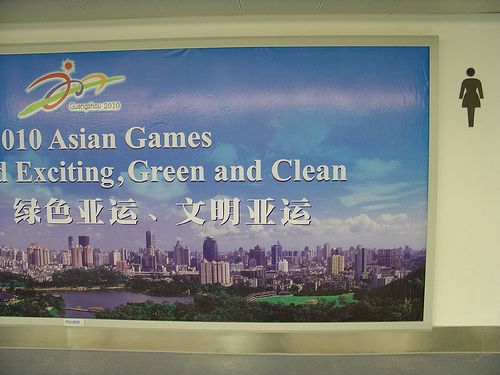 Guangzhou 2010
010 Asian Games
d Exciting, Green and Clean
绿色亚运、文明亚运